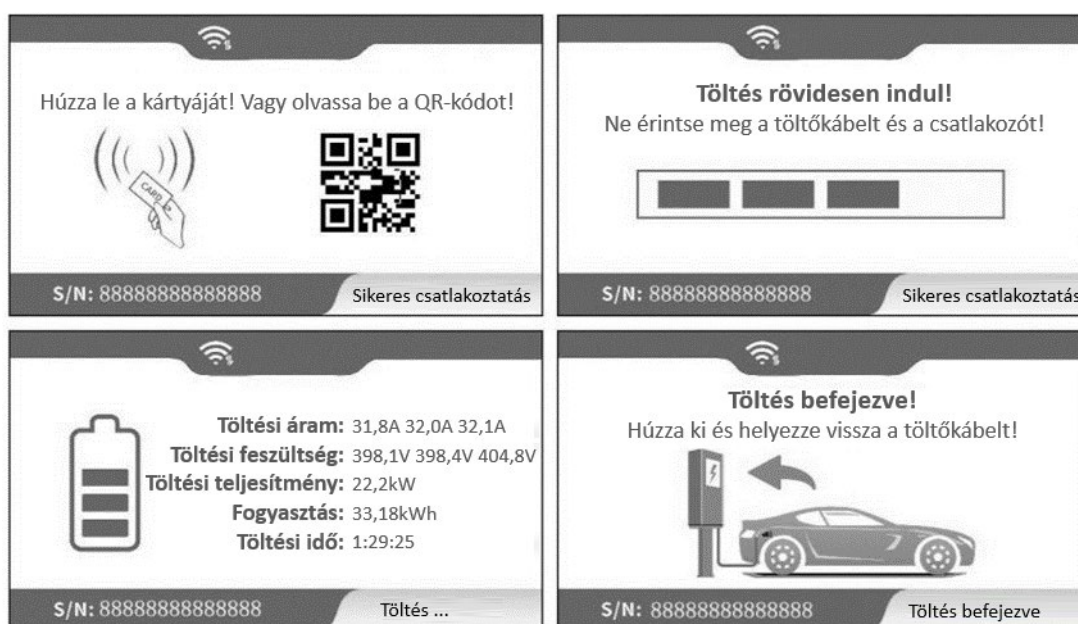 Húzza le a kártyáját! Vagy olvassa be a QR-kódot!
CARD
S/N: 88888888888888
Sikeres csatlakoztatás
Töltés rövidesen indul!
Ne érintse meg a töltőkábelt és a csatlakozót!
S/N: 88888888888888
Sikeres csatlakoztatás
Töltési áram: 31,8A 32,0A 32,1A
Töltési feszültség: 398,1V 398,4V 404,8V
Töltési teljesítmény: 22,2kW
Fogyasztás: 33,18kWh
Töltési idő: 1:29:25
S/N: 88888888888888
Töltés ...
Töltés befejezve!
Húzza ki és helyezze vissza a töltőkábelt!
S/N: 88888888888888
Töltés befejezve